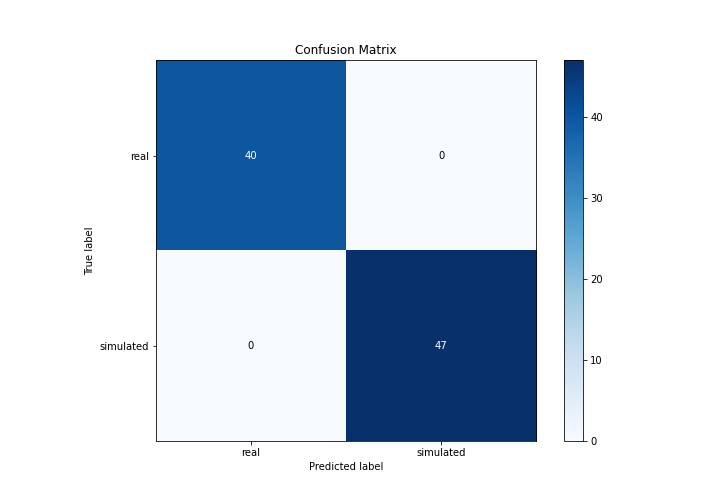 Confusion Matrix
real
40
0
simulated
0
47
True label
real
simulated
Predicted label
40
30
20
10
0